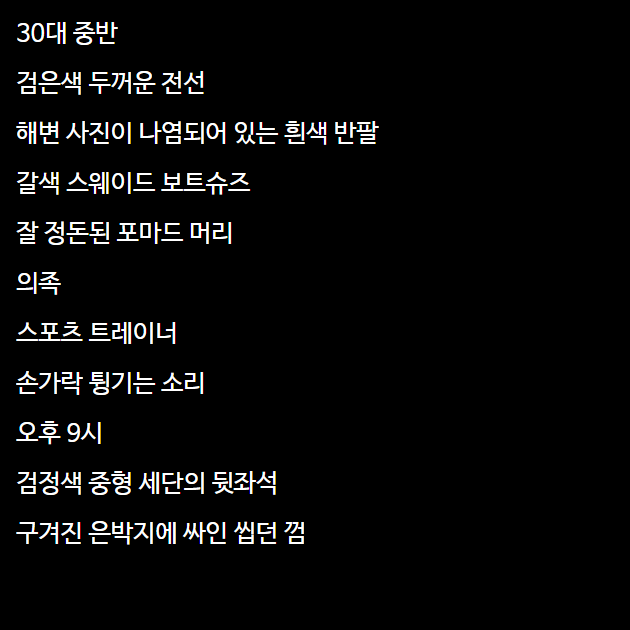 30대 중반
검은색 두꺼운 전선
해변 사진이 나염되어 있는 흰색 반팔
갈색 스웨이드 보트슈즈
잘 정돈된 포마드 머리
의족
스포츠 트레이너
손가락 튕기는 소리
오후 9시
검정색 중형 세단의 뒷좌석
구겨진 은박지에 싸인 씹던 껌